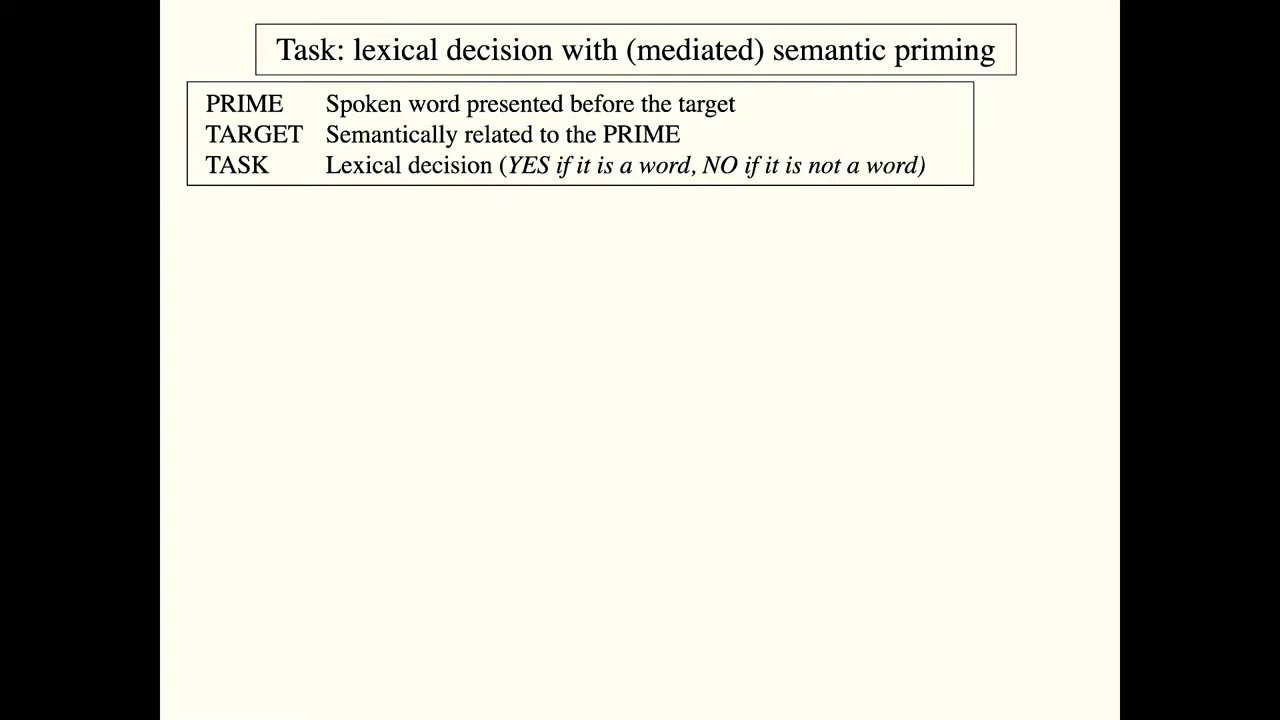 Task: lexical decision with (mediated) semantic priming
PRIME Spoken word presented before the target
TARGET Semantically related to the PRIME
TASK Lexical decision (YES if it is a word, NO if it is not a word)